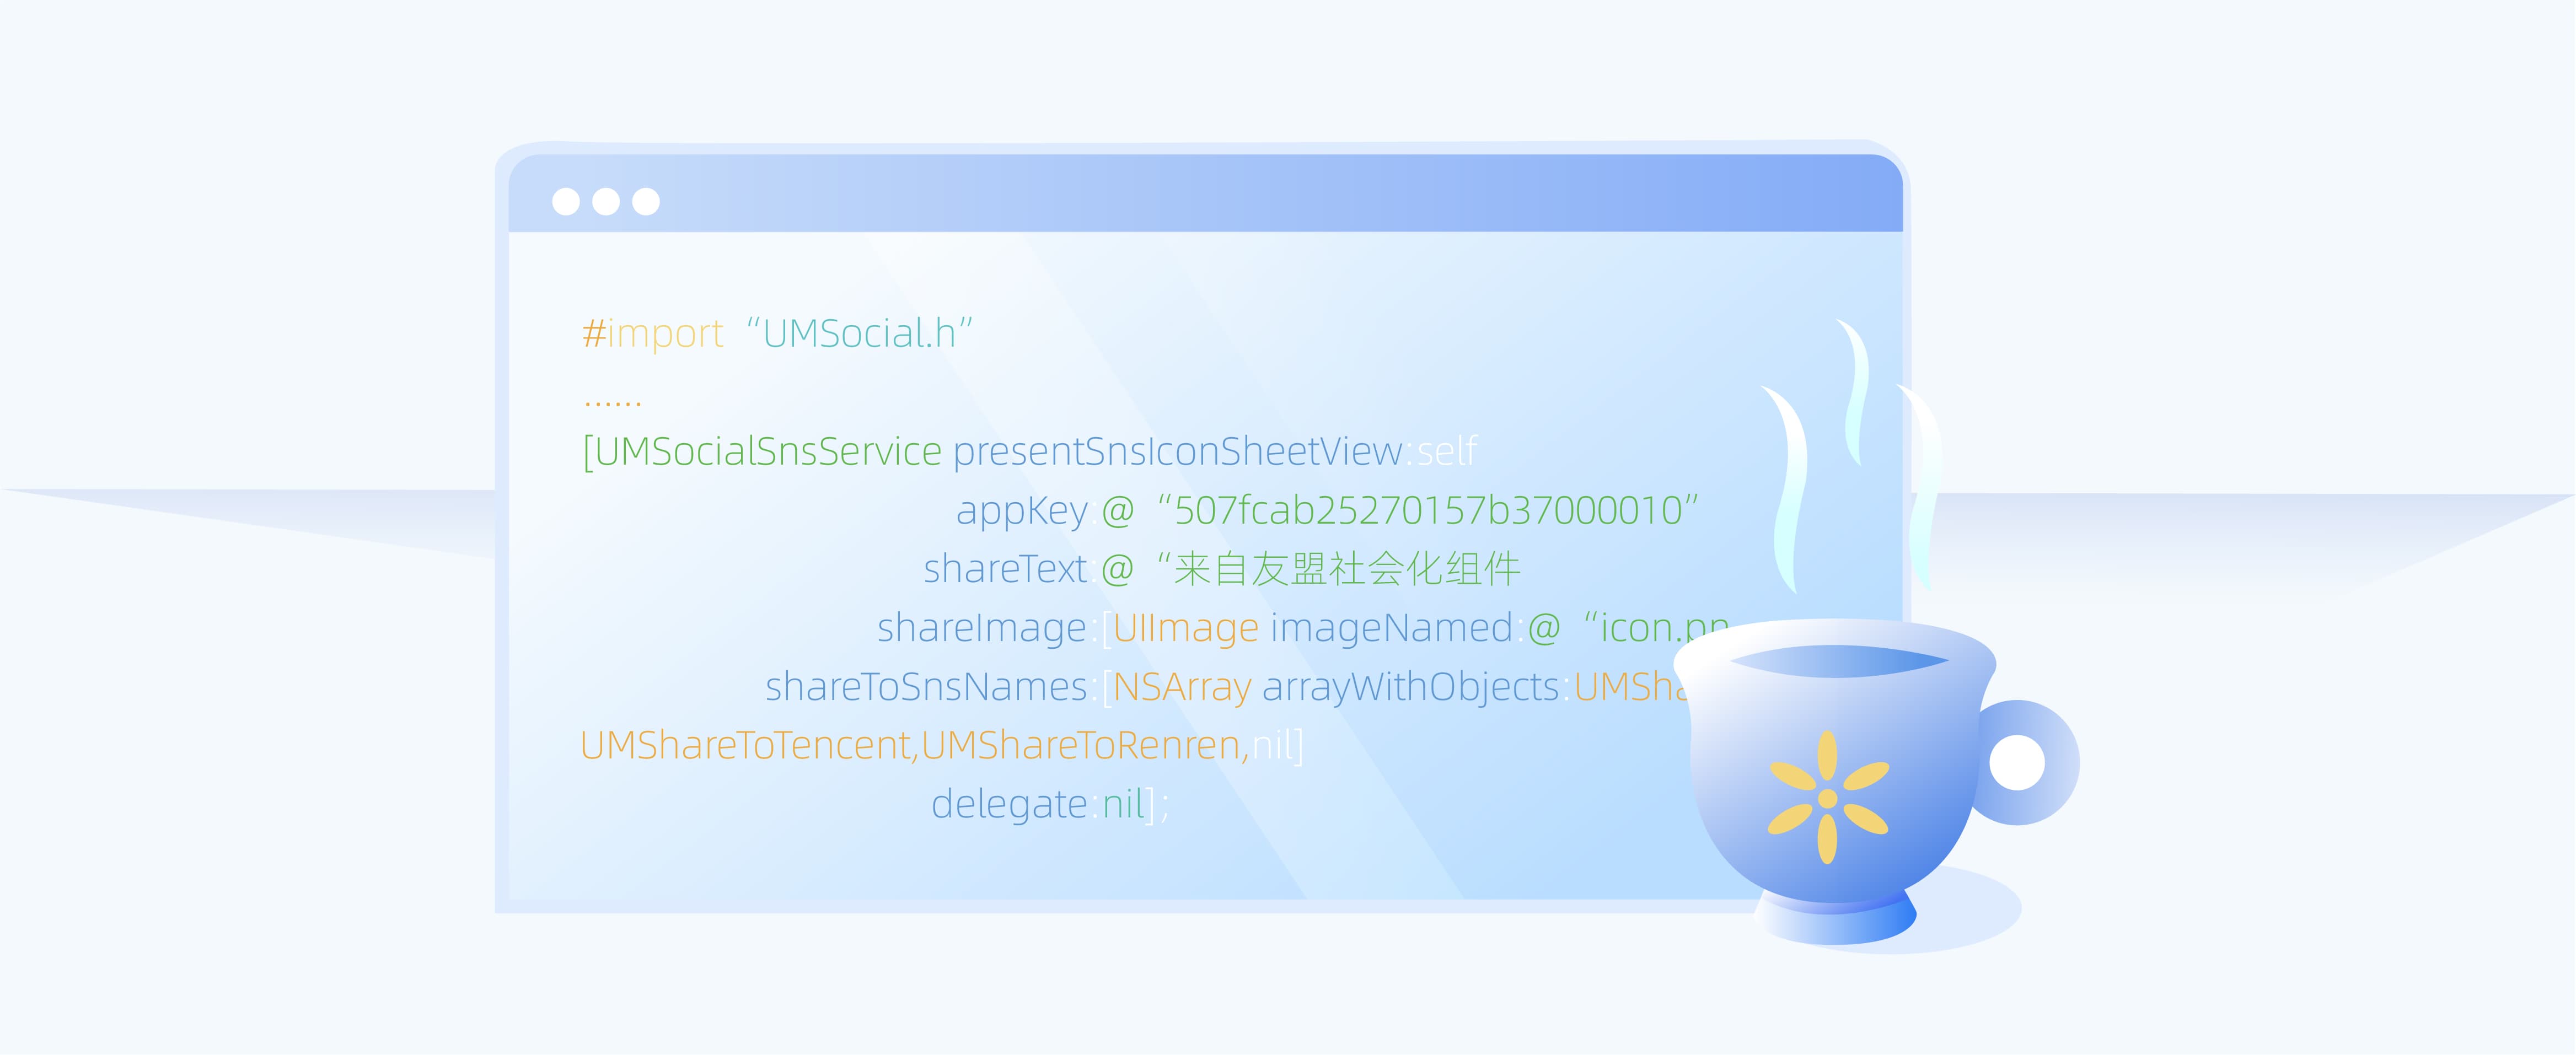 #import “UMSocial.h”
......
[UMSocialSnsService presentSnsIconSheetView:self
appKey:@ “507fcab25270157b37000010”
shareText:@ “来自友盟社会化组件
shareImage:[UIImage imageNamed:@ “icon.pn
shareToSnsNames:[NSArray arrayWithObjects:UMSha
UMShareToTencent,UMShareToRenren,nil]
delegate:nil];